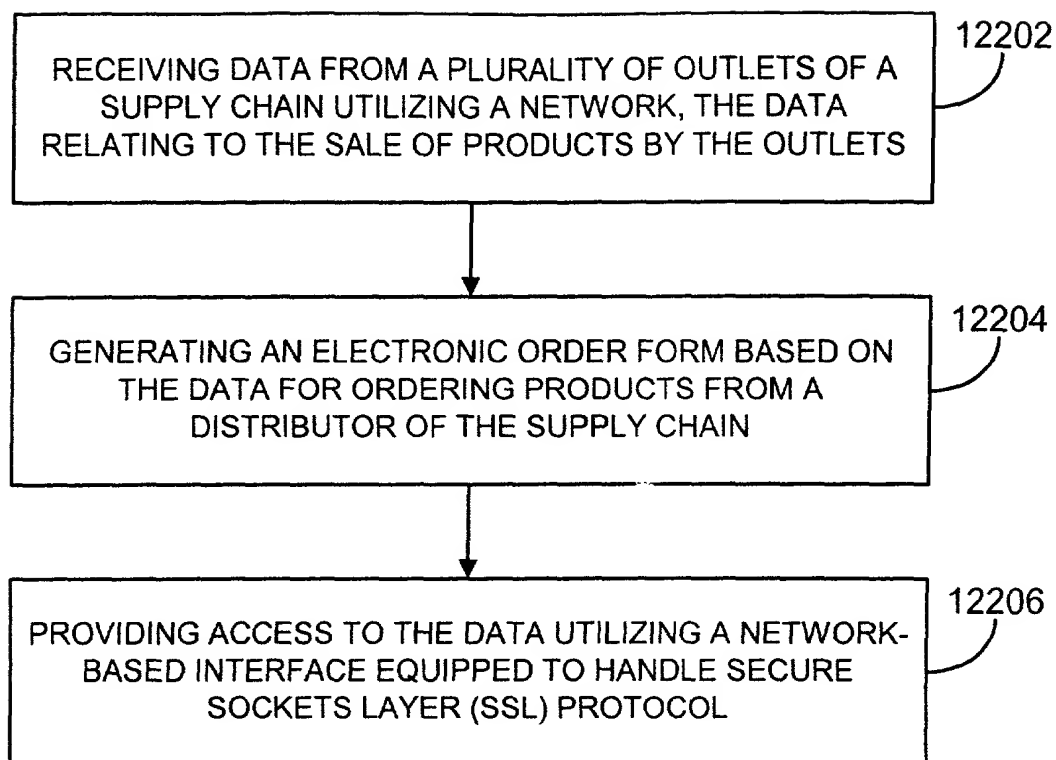 12202
RECEIVING DATA FROM A PLURALITY OF OUTLETS OF A
SUPPLY CHAIN UTILIZING A NETWORK, THE DATA
RELATING TO THE SALE OF PRODUCTS BY THE OUTLETS
12204
GENERATING AN ELECTRONIC ORDER FORM BASED ON
THE DATA FOR ORDERING PRODUCTS FROM A
DISTRIBUTOR OF THE SUPPLY CHAIN
12206
PROVIDING ACCESS TO THE DATA UTILIZING A NETWORK-
BASED INTERFACE EQUIPPED TO HANDLE SECURE
SOCKETS LAYER (SSL) PROTOCOL